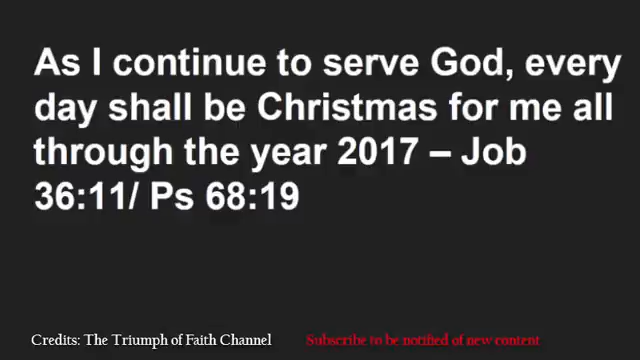 As I continue to serve God, every
day shall be Christmas for me all
through the year 2017 – Job
36:11/ Ps 68:19
Credits: The Triumph of Faith Channel
Subscribe to be notified of new content